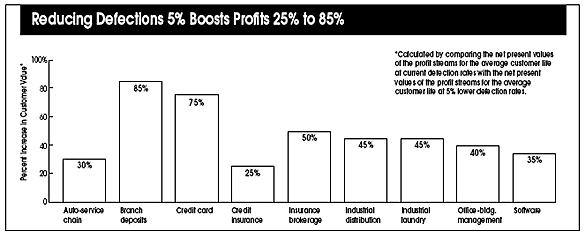 Reducing Defections 5% Boosts Profits 25% to 85%
*Calculated by comparing the net present values
of the profit streams for the average customer life
at current defection rates with the net present
values of the profit streams for the average
customer life at 5% lower defection rates.
Percent Increase in Customer Value*
100%
80
60
40
20
0
30%
85%
75%
25%
50%
45%
45%
40%
35%
Auto-service
chain
Branch
deposits
Credit card
Credit
insurance
Insurance
brokerage
Industrial
distribution
Industrial
laundry
Office-bldg.
management
Software